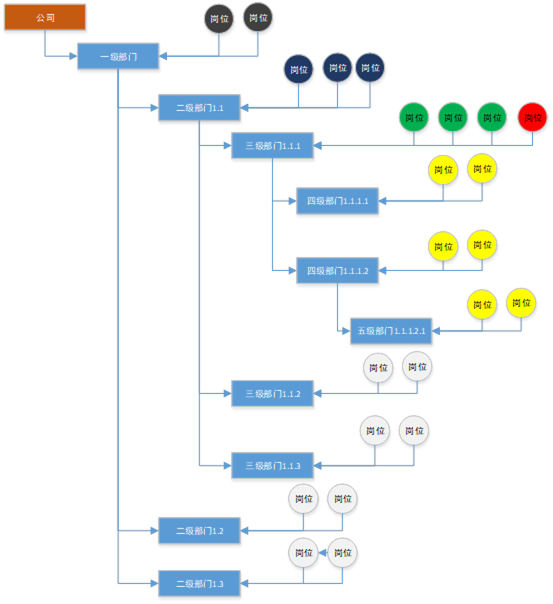 公司
岗位 岗位
一级部门
岗位 岗位 岗位
二级部门1.1
岗位 岗位 岗位 岗位
三级部门1.1.1
岗位 岗位
四级部门1.1.1.1
岗位 岗位
四级部门1.1.1.2
岗位 岗位
五级部门1.1.1.2.1
岗位 岗位
三级部门1.1.2
岗位 岗位
三级部门1.1.3
岗位 岗位
二级部门1.2
岗位 岗位
二级部门1.3